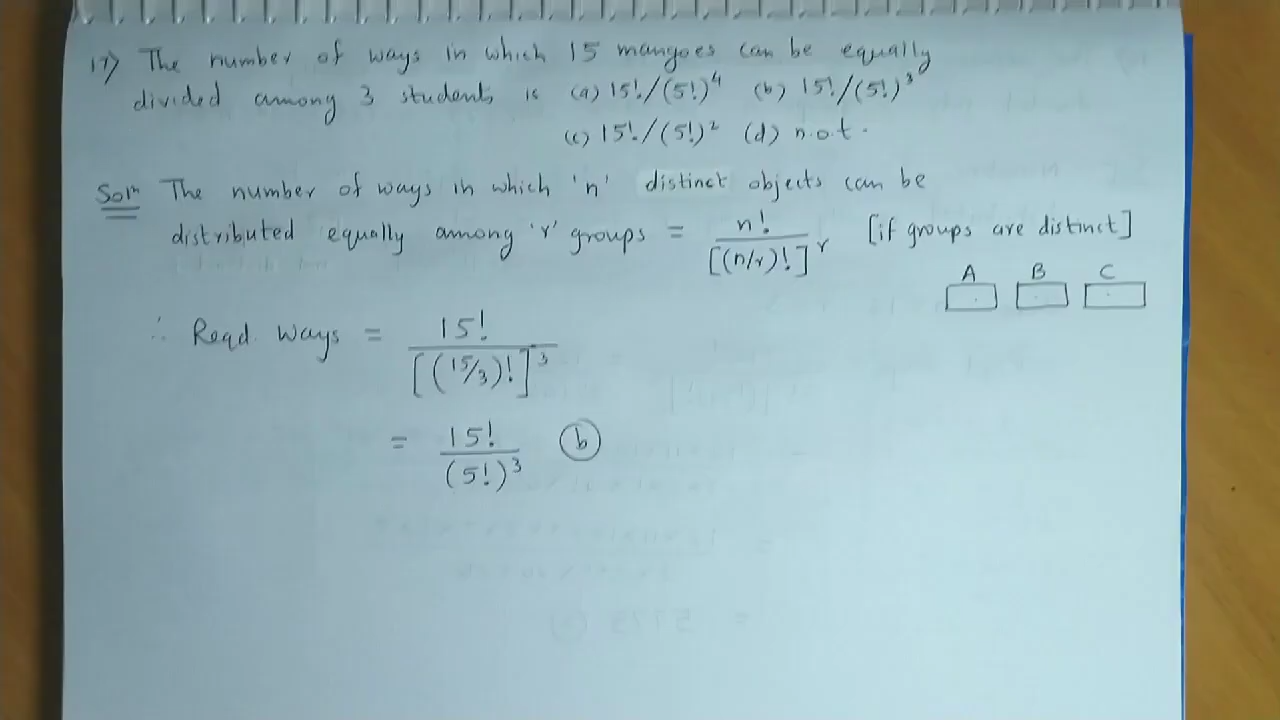 17) The number of ways in which 15 mangoes can be equally
divided among 3 students is (a) 15!/(5!)^4 (b) 15!/(5!)^3
(c) 15!/(5!)^2 (d) n.o.t.
Soln The number of ways in which 'n' distinct objects can be
distributed equally among 'r' groups = n!/[(n/r)!]^r [if groups are distinct]
A B C
∴ Reqd. Ways = 15!/[(15/3)!]^3
= 15!/(5!)^3 (b)